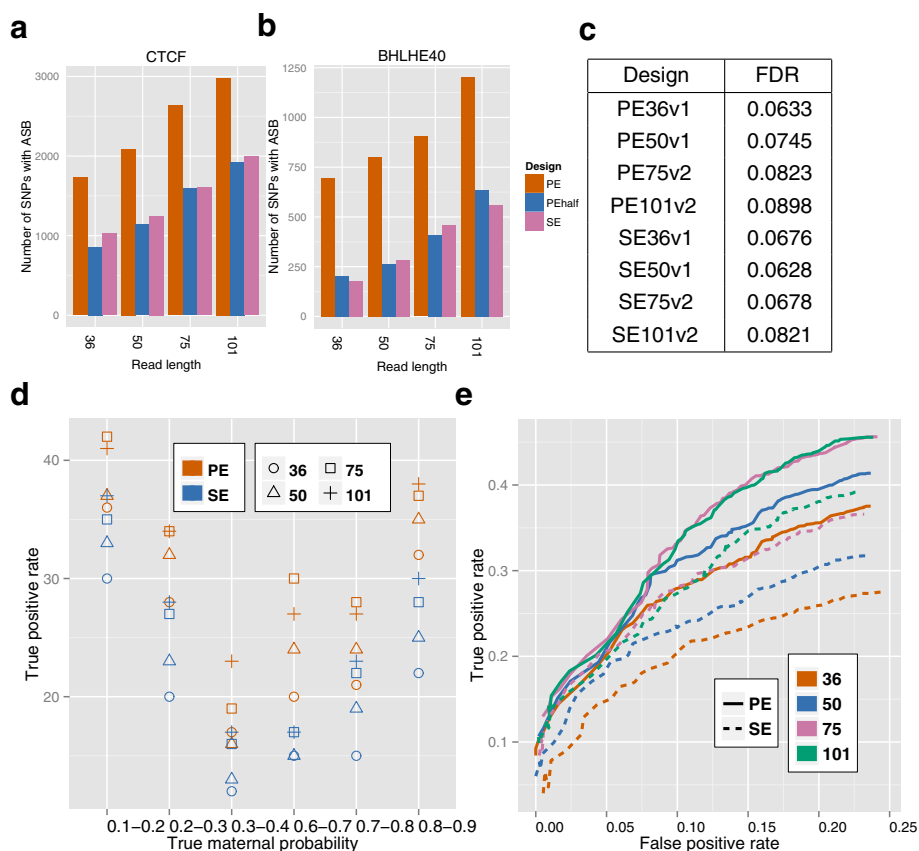 a
CTCF
3000
2000
1000
0
Number of SNPs with ASB
36
50
75
101
Read length
b
BHLHE40
1250
1000
750
500
250
0
Number of SNPs with ASB
36
50
75
101
Read length
Design
PE
PEhalf
SE
c
Design FDR
PE36v1 0.0633
PE50v1 0.0745
PE75v2 0.0823
PE101v2 0.0898
SE36v1 0.0676
SE50v1 0.0628
SE75v2 0.0678
SE101v2 0.0821
d
40
30
20
True positive rate
PE
SE
36 75
50 101
0.1–0.2 0.2–0.3 0.3–0.4 0.6–0.7 0.7–0.8 0.8–0.9
True maternal probability
e
0.4
0.3
0.2
0.1
True positive rate
PE
SE
36
50
75
101
0.00 0.05 0.10 0.15 0.20 0.25
False positive rate